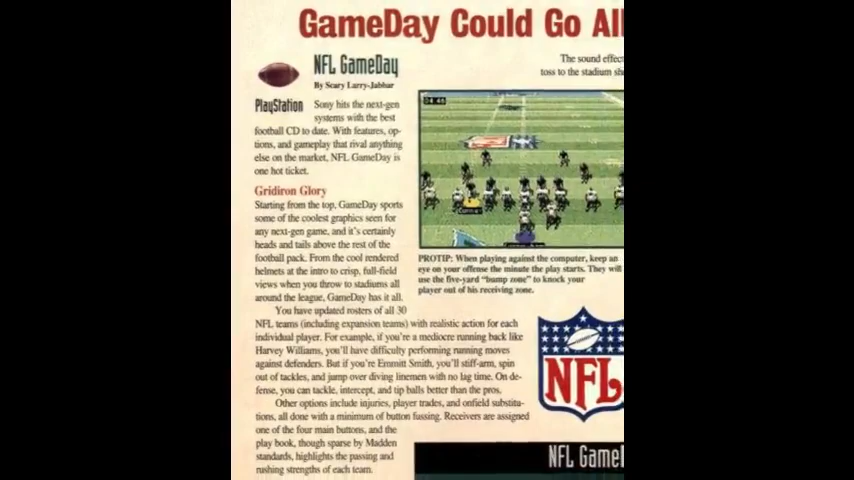 GameDay Could Go All
NFL GameDay
By Scary Larry-Jabbar
PlayStation
Sony hits the next-gen
systems with the best
football CD to date. With features, op-
tions, and gameplay that rival anything
else on the market, NFL GameDay is
one hot ticket.
Gridiron Glory
Starting from the top, GameDay sports
some of the coolest graphics seen for
any next-gen game, and it's certainly
heads and tails above the rest of the
football pack. From the cool rendered
helmets at the intro to crisp, full-field
views when you throw to stadiums all
around the league, GameDay has it all.
You have updated rosters of all 30
NFL teams (including expansion teams) with realistic action for each
individual player. For example, if you're a mediocre running back like
Harvey Williams, you'll have difficulty performing running moves
against defenders. But if you're Emmitt Smith, you'll stiff-arm, spin
out of tackles, and jump over diving linemen with no lag time. On de-
fense, you can tackle, intercept, and tip balls better than the pros.
Other options include injuries, player trades, and onfield substitu-
tions, all done with a minimum of button fussing. Receivers are assigned
one of the four main buttons, and the
play book, though sparse by Madden
standards, highlights the passing and
rushing strengths of each team.
The sound effect
toss to the stadium sh
04:46
PROTIP: When playing against the computer, keep an
eye on your offense the minute the play starts. They will
use the five-yard "bump zone" to knock your
player out of his receiving zone.
NFL
NFL GameD